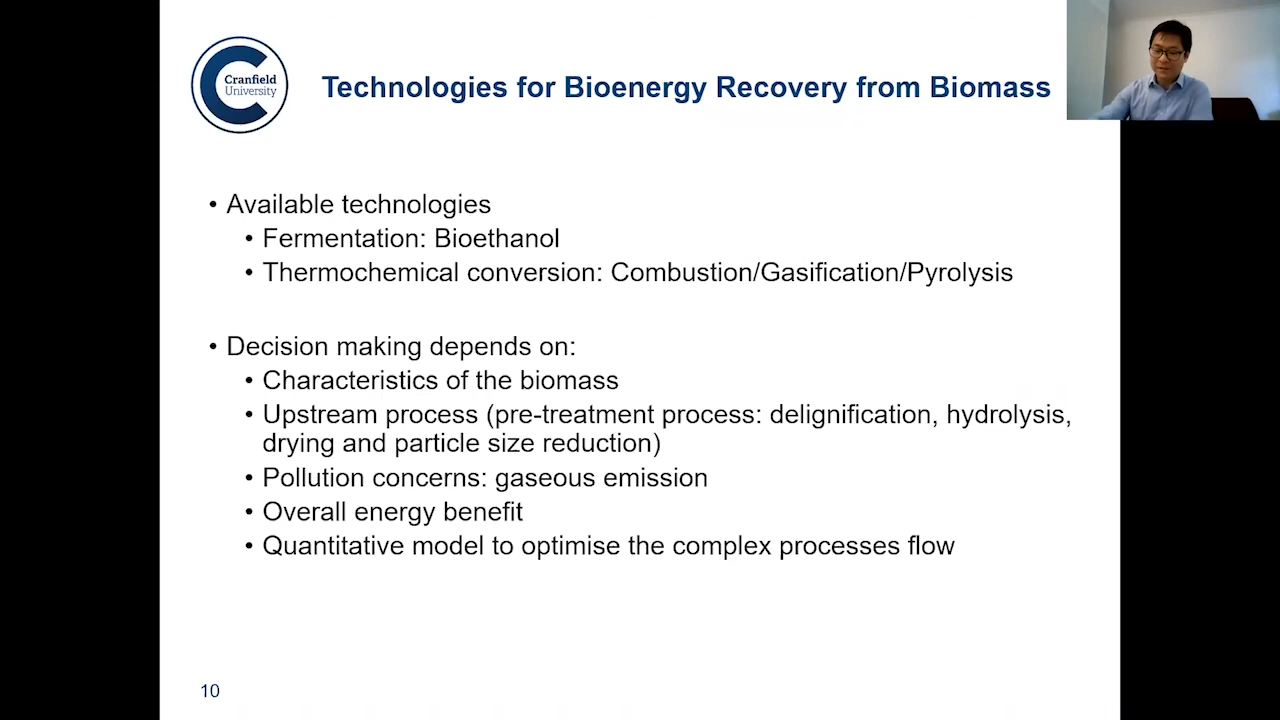 Cranfield
University
Technologies for Bioenergy Recovery from Biomass
• Available technologies
• Fermentation: Bioethanol
• Thermochemical conversion: Combustion/Gasification/Pyrolysis
• Decision making depends on:
• Characteristics of the biomass
• Upstream process (pre-treatment process: delignification, hydrolysis,
drying and particle size reduction)
• Pollution concerns: gaseous emission
• Overall energy benefit
• Quantitative model to optimise the complex processes flow
10